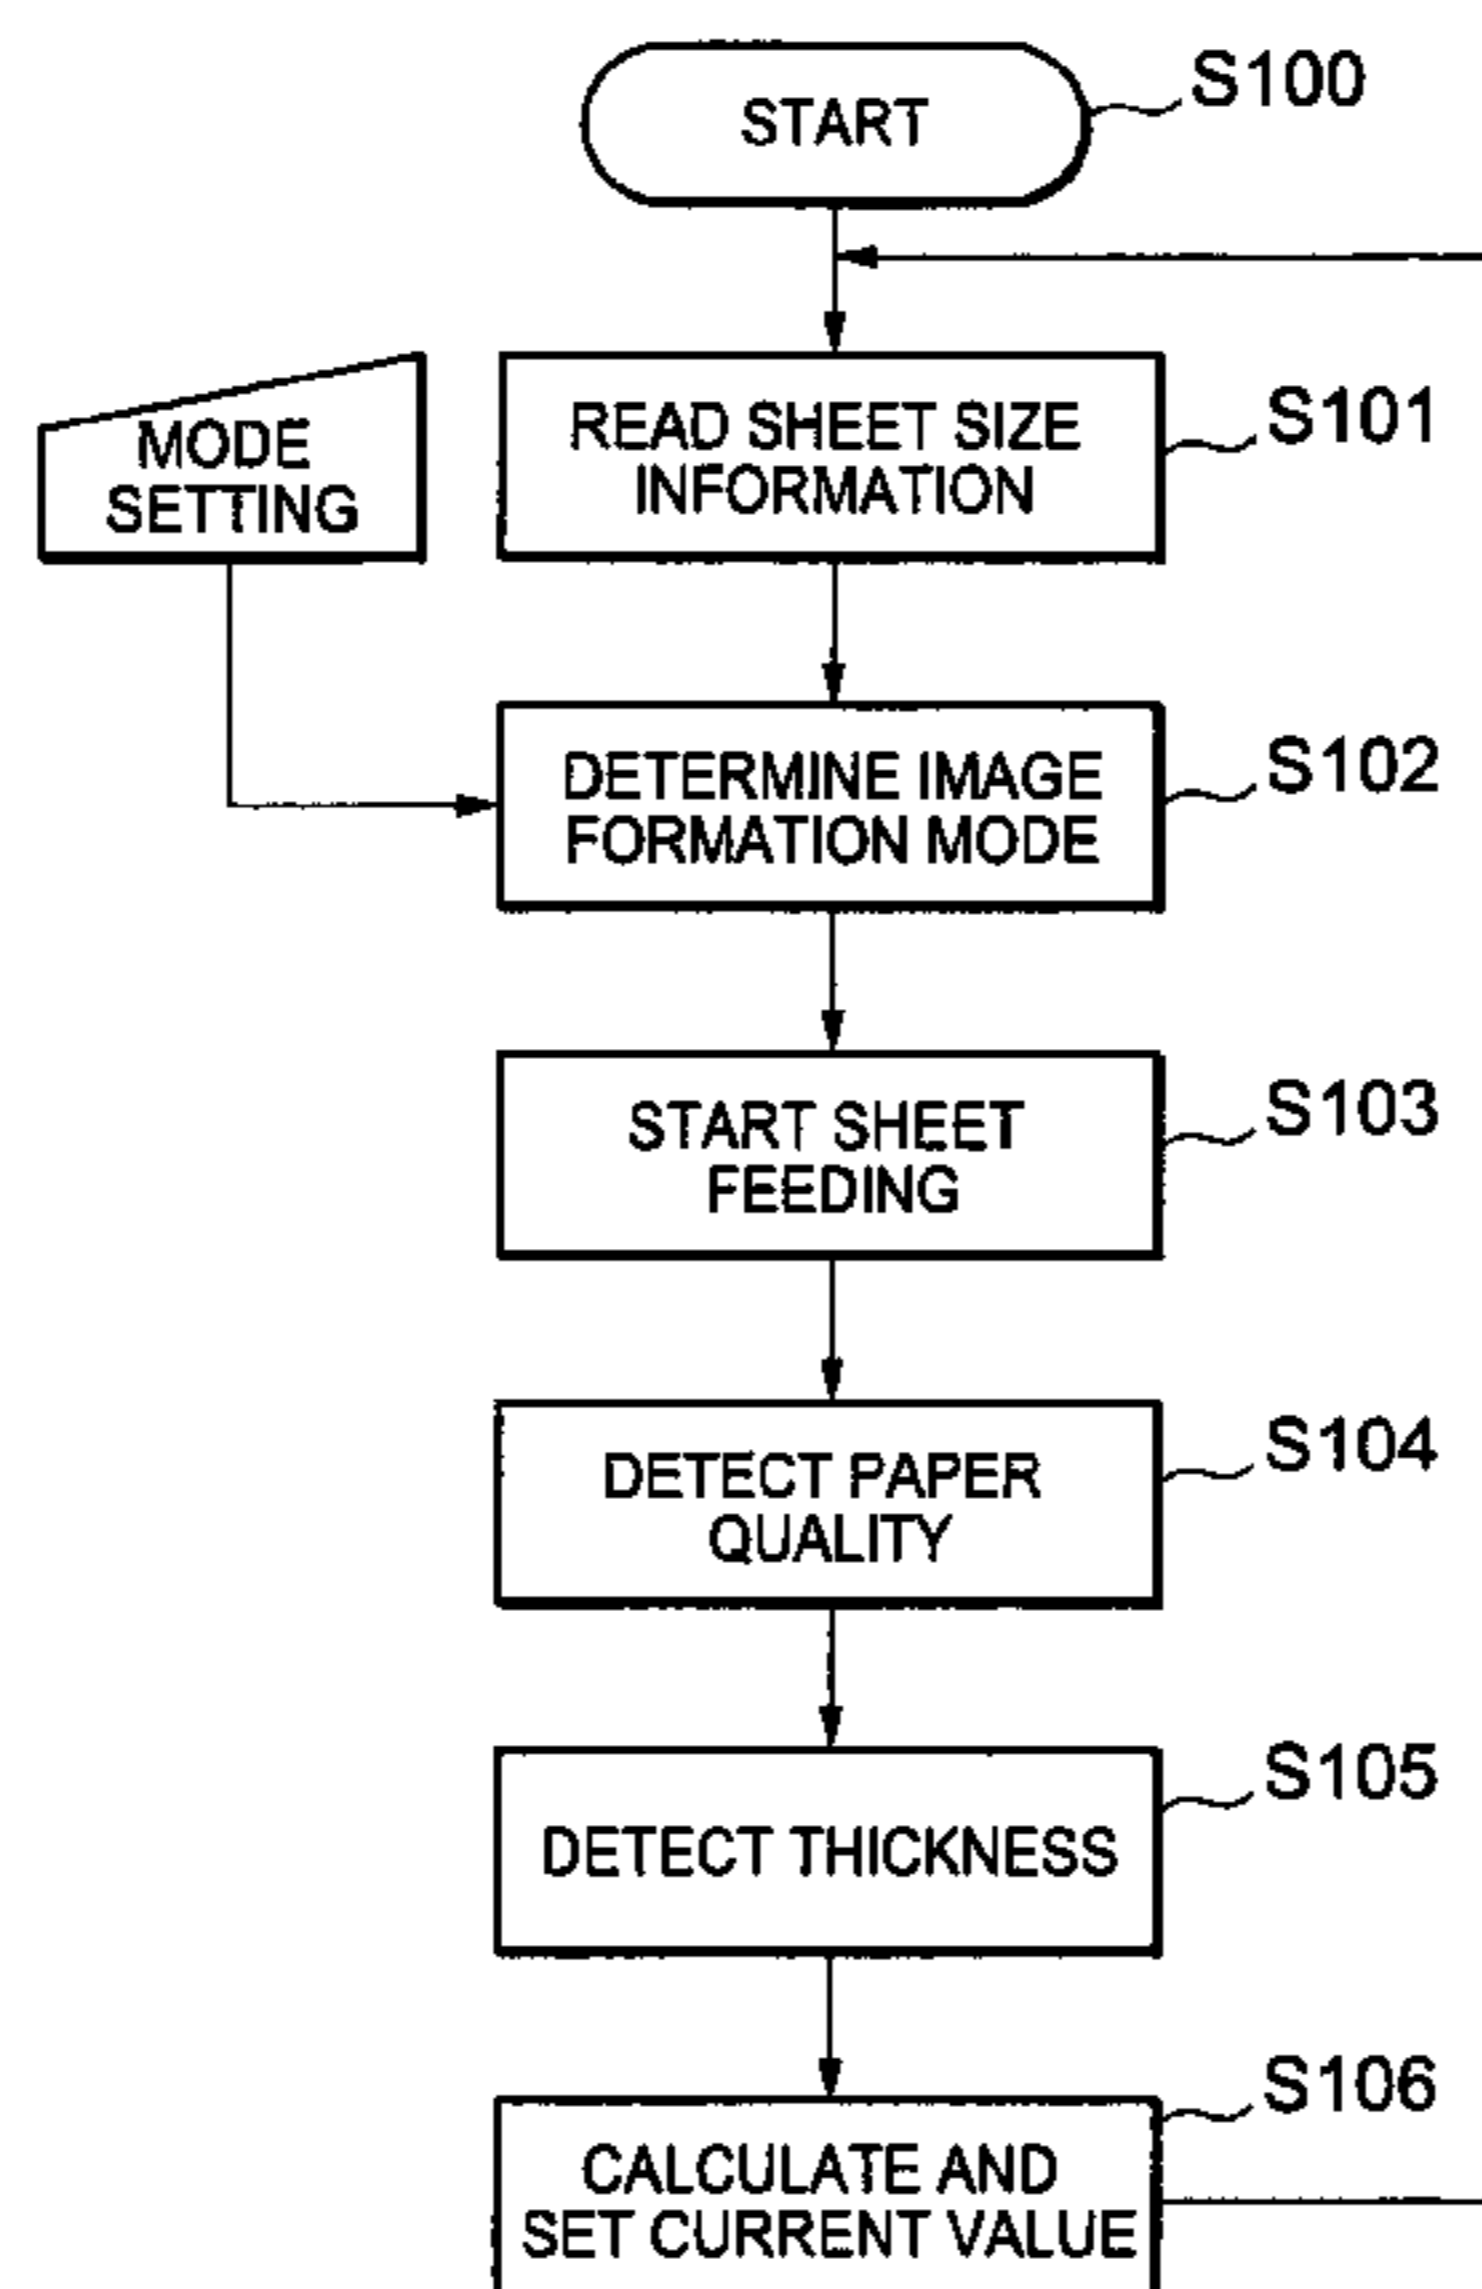 START
S100
READ SHEET SIZE
INFORMATION
S101
MODE
SETTING
DETERMINE IMAGE
FORMATION MODE
S102
START SHEET
FEEDING
S103
DETECT PAPER
QUALITY
S104
DETECT THICKNESS
S105
CALCULATE AND
SET CURRENT VALUE
S106